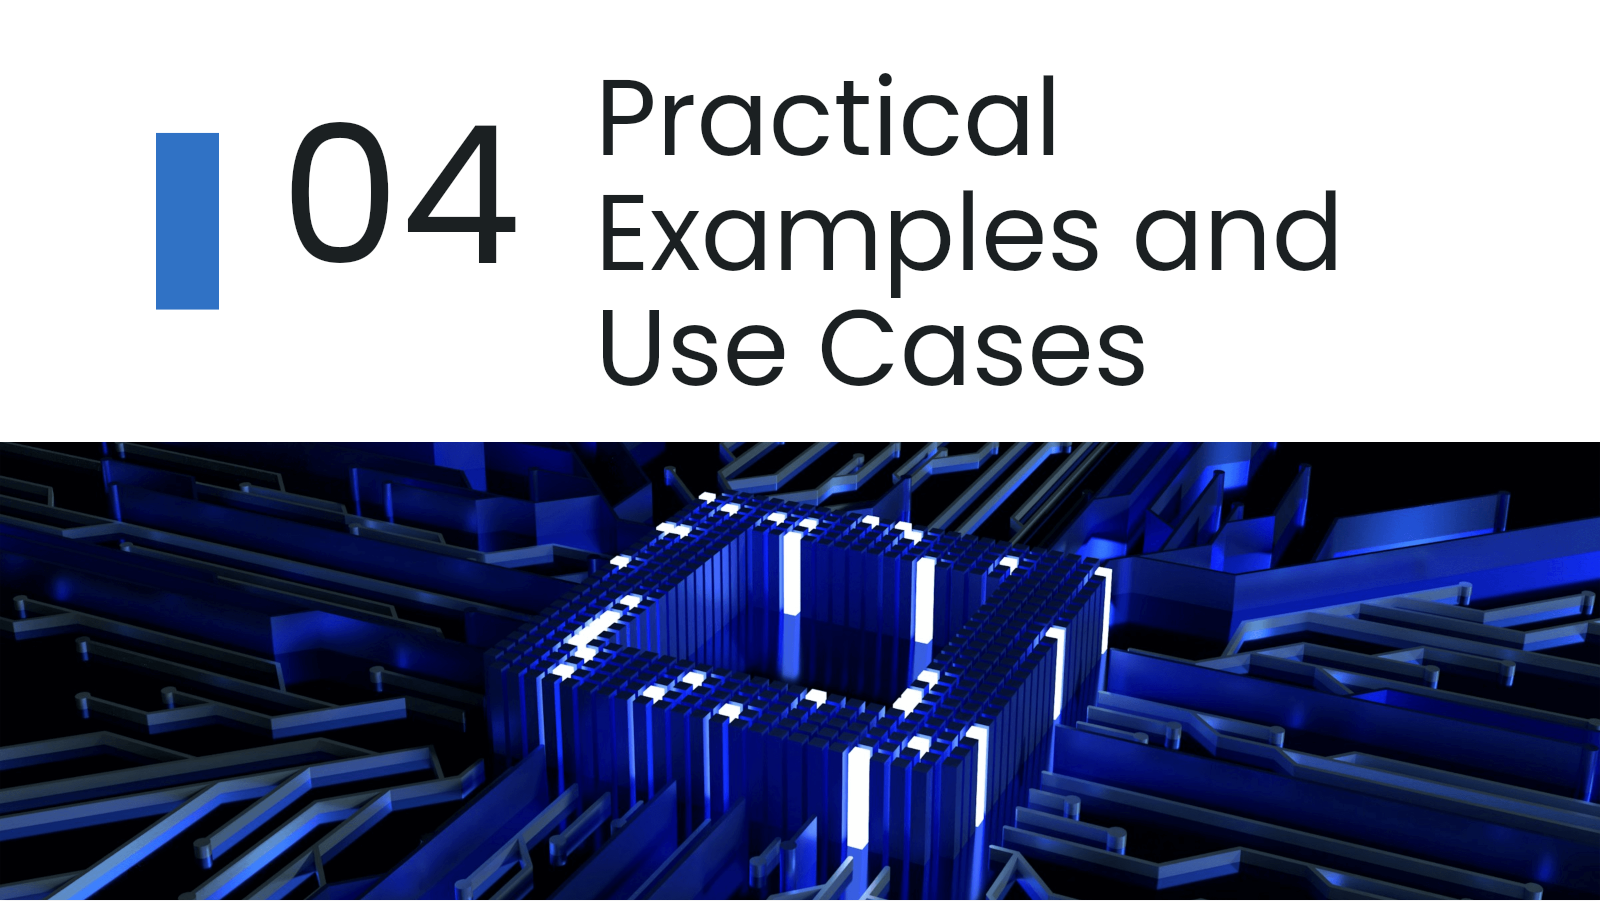 04
Practical
Examples and
Use Cases